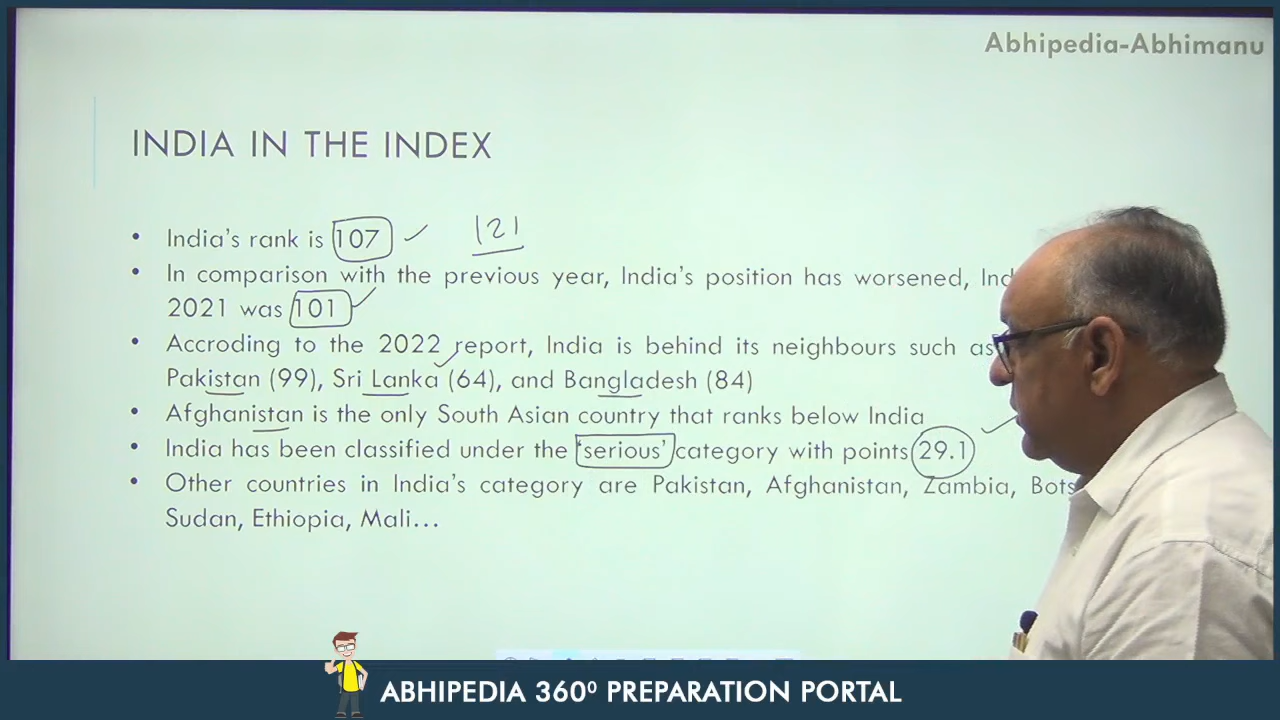 Abhipedia-Abhimanu
INDIA IN THE INDEX
• India's rank is 107 ✓ 121
• In comparison with the previous year, India's position has worsened,
2021 was 101
• Accroding to the 2022 report, India is behind its neighbours such as
Pakistan (99), Sri Lanka (64), and Bangladesh (84)
• Afghanistan is the only South Asian country that ranks below India
• India has been classified under the 'serious' category with points 29.1
• Other countries in India's category are Pakistan, Afghanistan, Zambia,
Sudan, Ethiopia, Mali...
ABHIPEDIA 360⁰ PREPARATION PORTAL